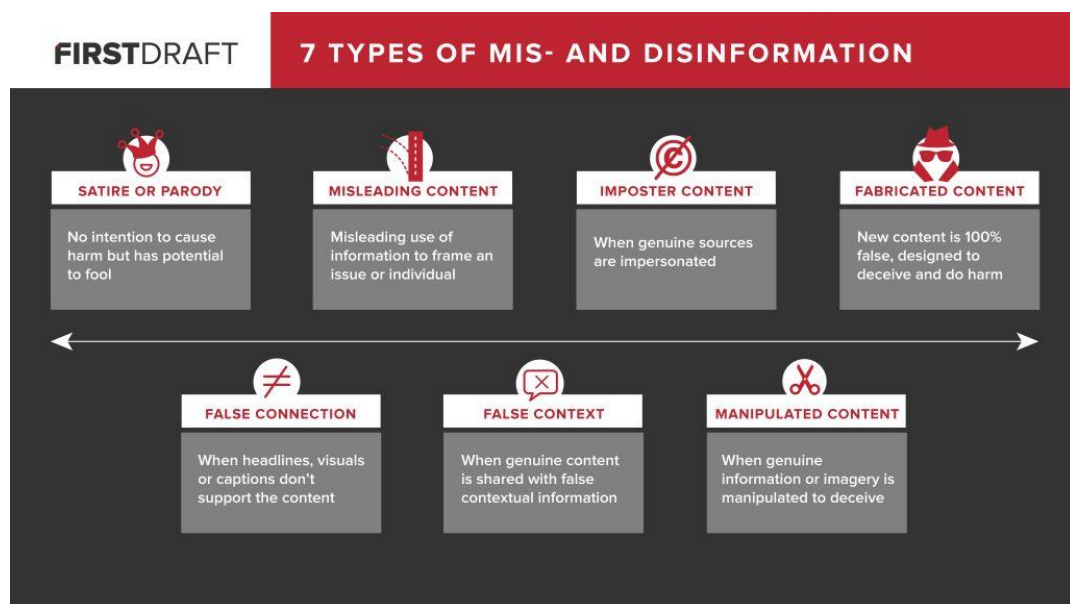 FIRSTDRAFT
7 TYPES OF MIS- AND DISINFORMATION
SATIRE OR PARODY
No intention to cause
harm but has potential
to fool
MISLEADING CONTENT
Misleading use of
information to frame an
issue or individual
IMPOSTER CONTENT
When genuine sources
are impersonated
FABRICATED CONTENT
New content is 100%
false, designed to
deceive and do harm
FALSE CONNECTION
When headlines, visuals
or captions don’t
support the content
FALSE CONTEXT
When genuine content
is shared with false
contextual information
MANIPULATED CONTENT
When genuine
information or imagery is
manipulated to deceive